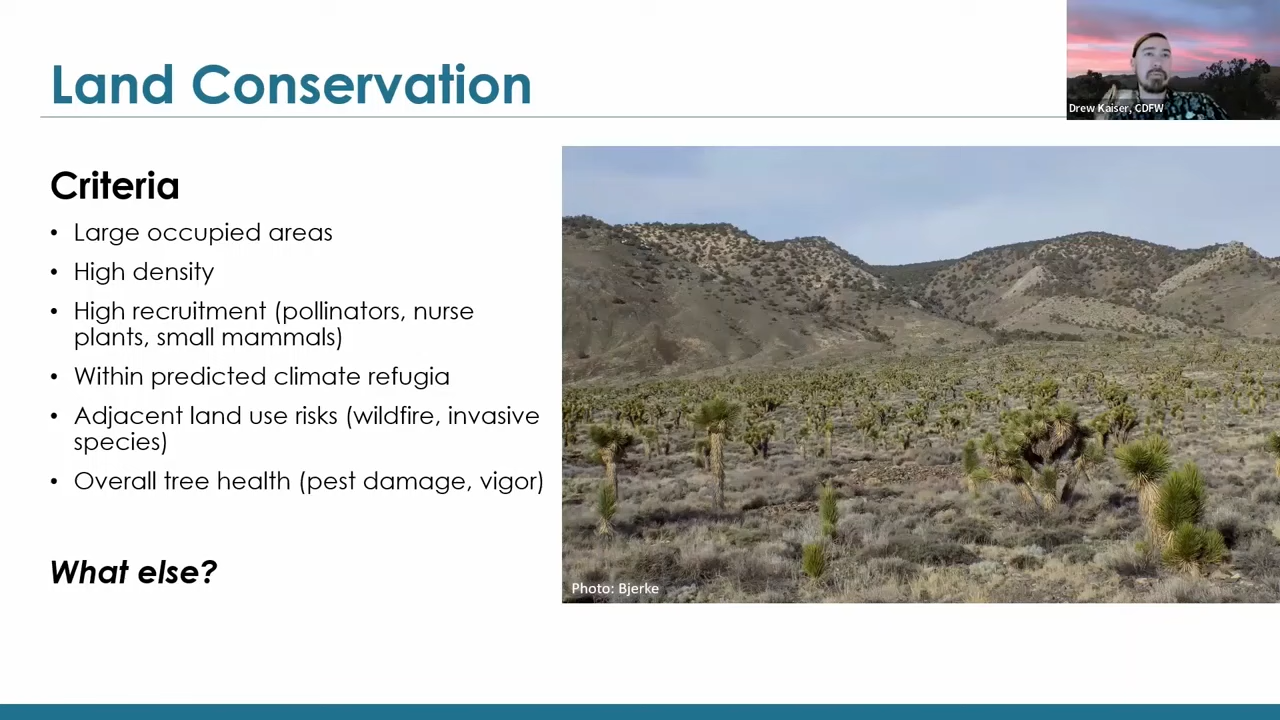 Land Conservation
Drew Kaiser, CDFW
Criteria
• Large occupied areas
• High density
• High recruitment (pollinators, nurse
plants, small mammals)
• Within predicted climate refugia
• Adjacent land use risks (wildfire, invasive
species)
• Overall tree health (pest damage, vigor)
What else?
Photo: Bjerke